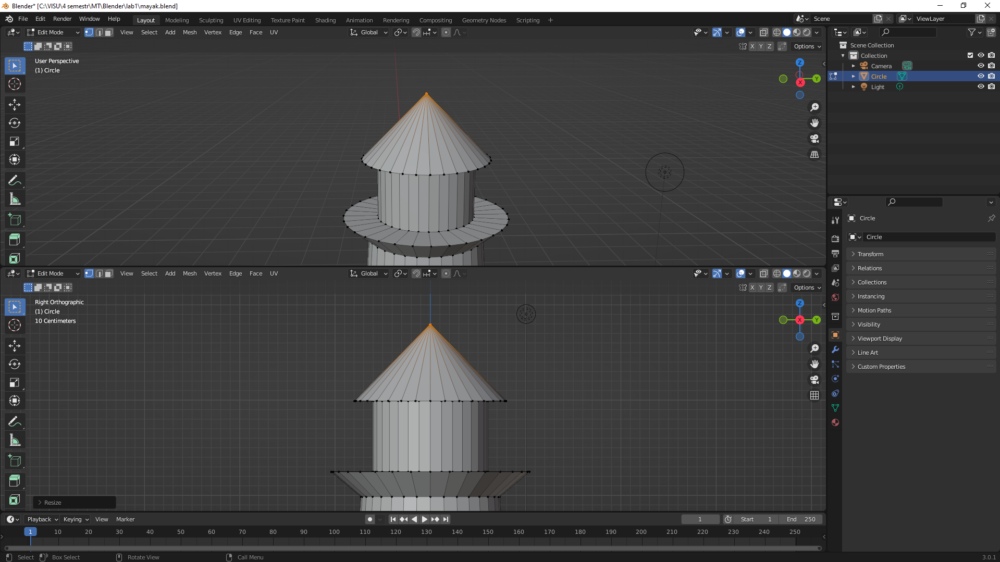 Blender* [C:\VISU\4 semestr\MT\Blender\lab1\mayak.blend]
File Edit Render Window Help Layout Modeling Sculpting UV Editing Texture Paint Shading Animation Rendering Compositing Geometry Nodes Scripting + Scene ViewLayer
Edit Mode View Select Add Mesh Vertex Edge Face UV Global
X Y Z Options
User Perspective
(1) Circle
Z
Y
X
Scene Collection
Collection
Camera
Circle
Light
Circle
Circle
Transform
Relations
Collections
Instancing
Motion Paths
Visibility
Viewport Display
Line Art
Custom Properties
Edit Mode View Select Add Mesh Vertex Edge Face UV Global
X Y Z Options
Right Orthographic
(1) Circle
10 Centimeters
Z
X Y
Resize
Playback Keying View Marker 1 Start 1 End 250
1 10 20 30 40 50 60 70 80 90 100 110 120 130 140 150 160 170 180 190 200 210 220 230 240 250
Select Box Select Rotate View Call Menu 3.0.1